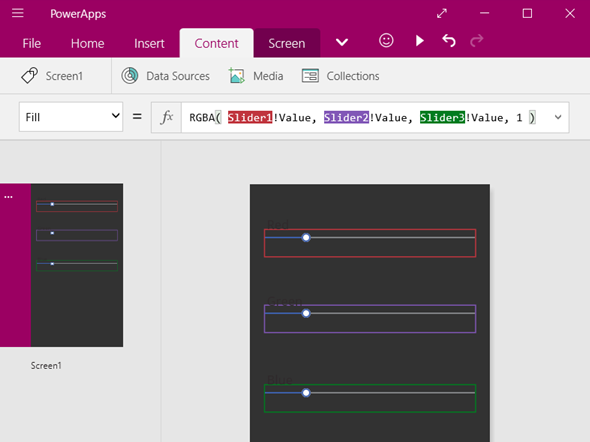 PowerApps
File Home Insert Content Screen
Screen1 Data Sources Media Collections
Fill = fx RGBA( Slider1!Value, Slider2!Value, Slider3!Value, 1 )
Red
Green
Blue
Screen1